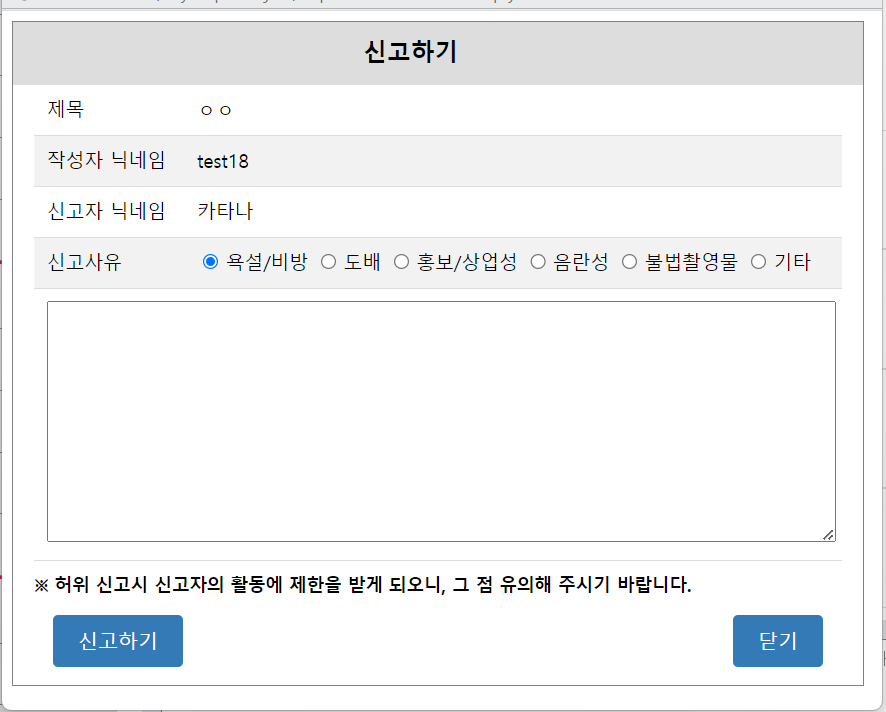 신고하기
제목 ㅇㅇ
작성자 닉네임 test18
신고자 닉네임 카타나
신고사유 욕설/비방 도배 홍보/상업성 음란성 불법촬영물 기타
※ 허위 신고시 신고자의 활동에 제한을 받게 되오니, 그 점 유의해 주시기 바랍니다.
신고하기 닫기